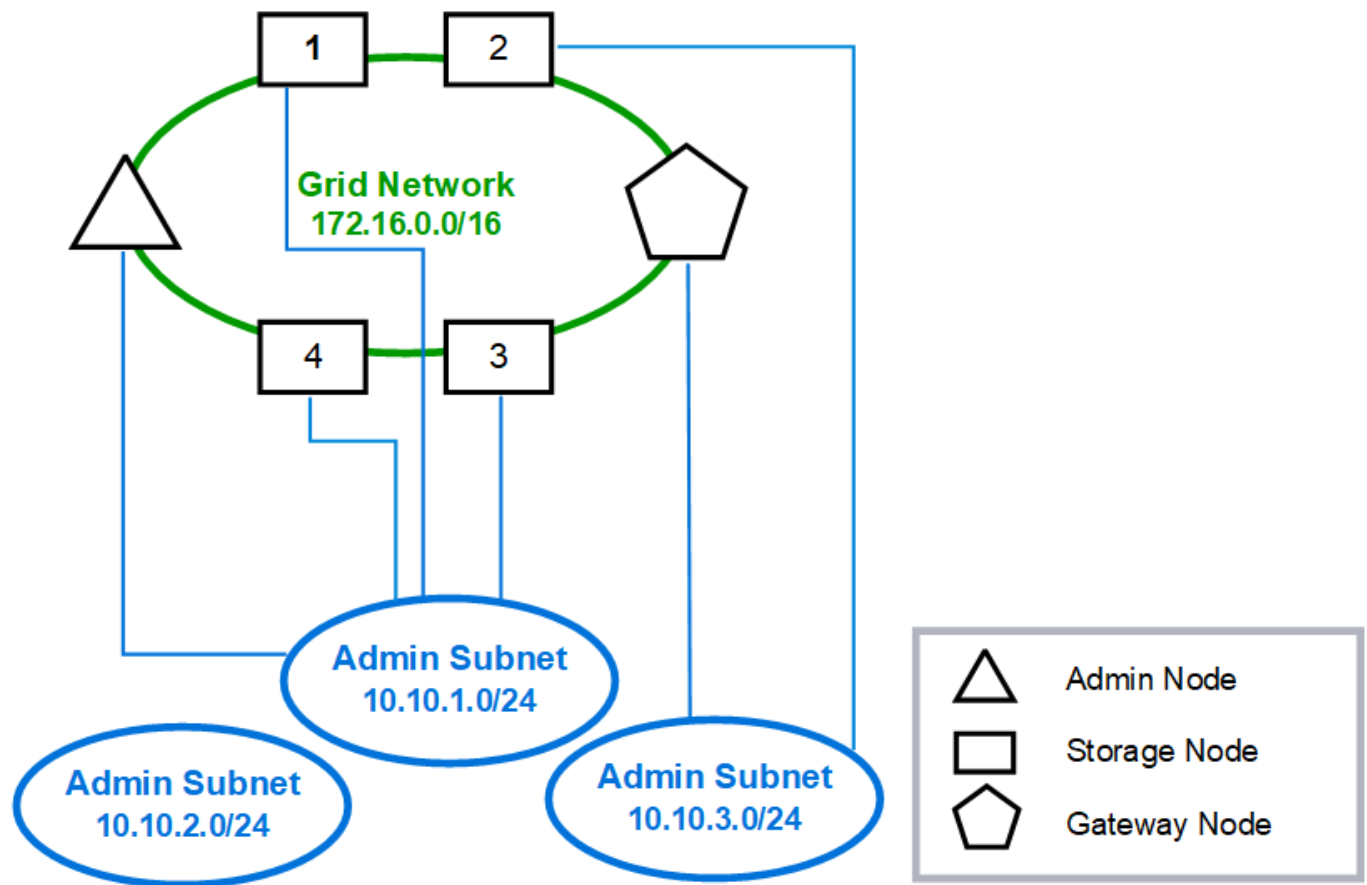 1
2
Grid Network
172.16.0.0/16
4
3
Admin Subnet
10.10.1.0/24
Admin Subnet
10.10.2.0/24
Admin Subnet
10.10.3.0/24
Admin Node
Storage Node
Gateway Node